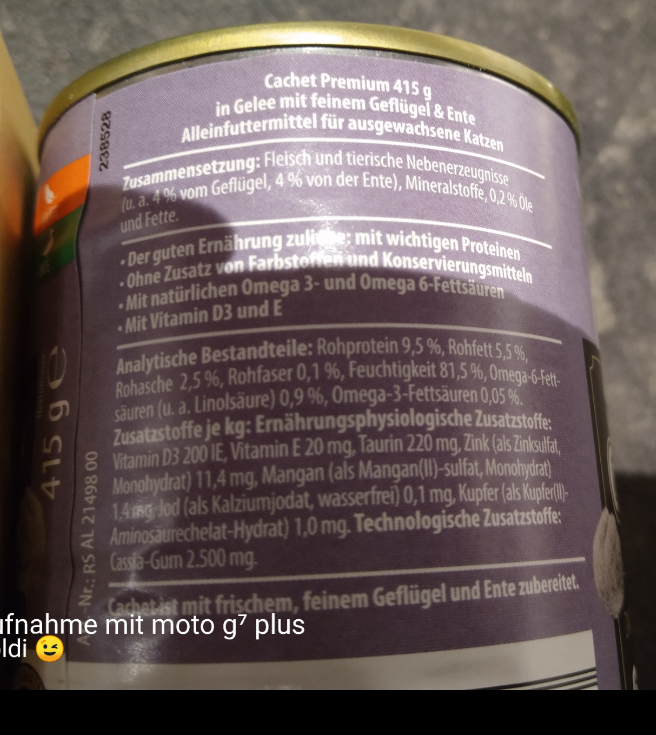 Cachet Premium 415 g
in Gelee mit feinem Geflügel & Ente
Alleinfuttermittel für ausgewachsene Katzen
Zusammensetzung: Fleisch und tierische Nebenerzeugnisse
(u. a. 4 % vom Geflügel, 4 % von der Ente), Mineralstoffe, 0,2 % Öle
und Fette.
• Der guten Ernährung zuliebe: mit wichtigen Proteinen
• Ohne Zusatz von Farbstoffen und Konservierungsmitteln
• Mit natürlichen Omega 3- und Omega 6-Fettsäuren
• Mit Vitamin D3 und E
Analytische Bestandteile: Rohprotein 9,5 %, Rohfett 5,5 %,
Rohasche 2,5 %, Rohfaser 0,1 %, Feuchtigkeit 81,5 %, Omega-6-Fett-
säuren (u. a. Linolsäure) 0,9 %, Omega-3-Fettsäuren 0,05 %.
Zusatzstoffe je kg: Ernährungsphysiologische Zusatzstoffe:
Vitamin D3 200 IE, Vitamin E 20 mg, Taurin 220 mg, Zink (als Zinksulfat,
Monohydrat) 11,4 mg, Mangan (als Mangan(II)-sulfat, Monohydrat)
1,4 mg, Jod (als Kalziumjodat, wasserfrei) 0,1 mg, Kupfer (als Kupfer(II)-
Aminosäurechelat-Hydrat) 1,0 mg. Technologische Zusatzstoffe:
Cassia-Gum 2.500 mg.
Cachet ist mit frischem, feinem Geflügel und Ente zubereitet.
238528
415 g e
-Nr.: RS AL 21498 00
ufnahme mit moto g⁷ plus
oldi 😉